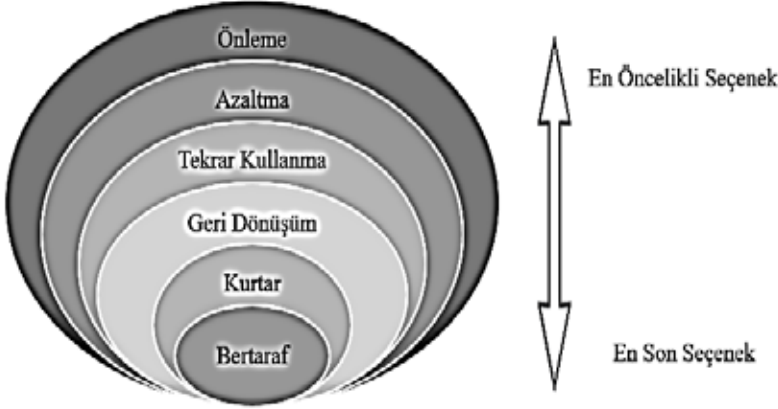 Önleme
Azaltma
Tekrar Kullanma
Geri Dönüşüm
Kurtar
Bertaraf
En Öncelikli Seçenek
En Son Seçenek